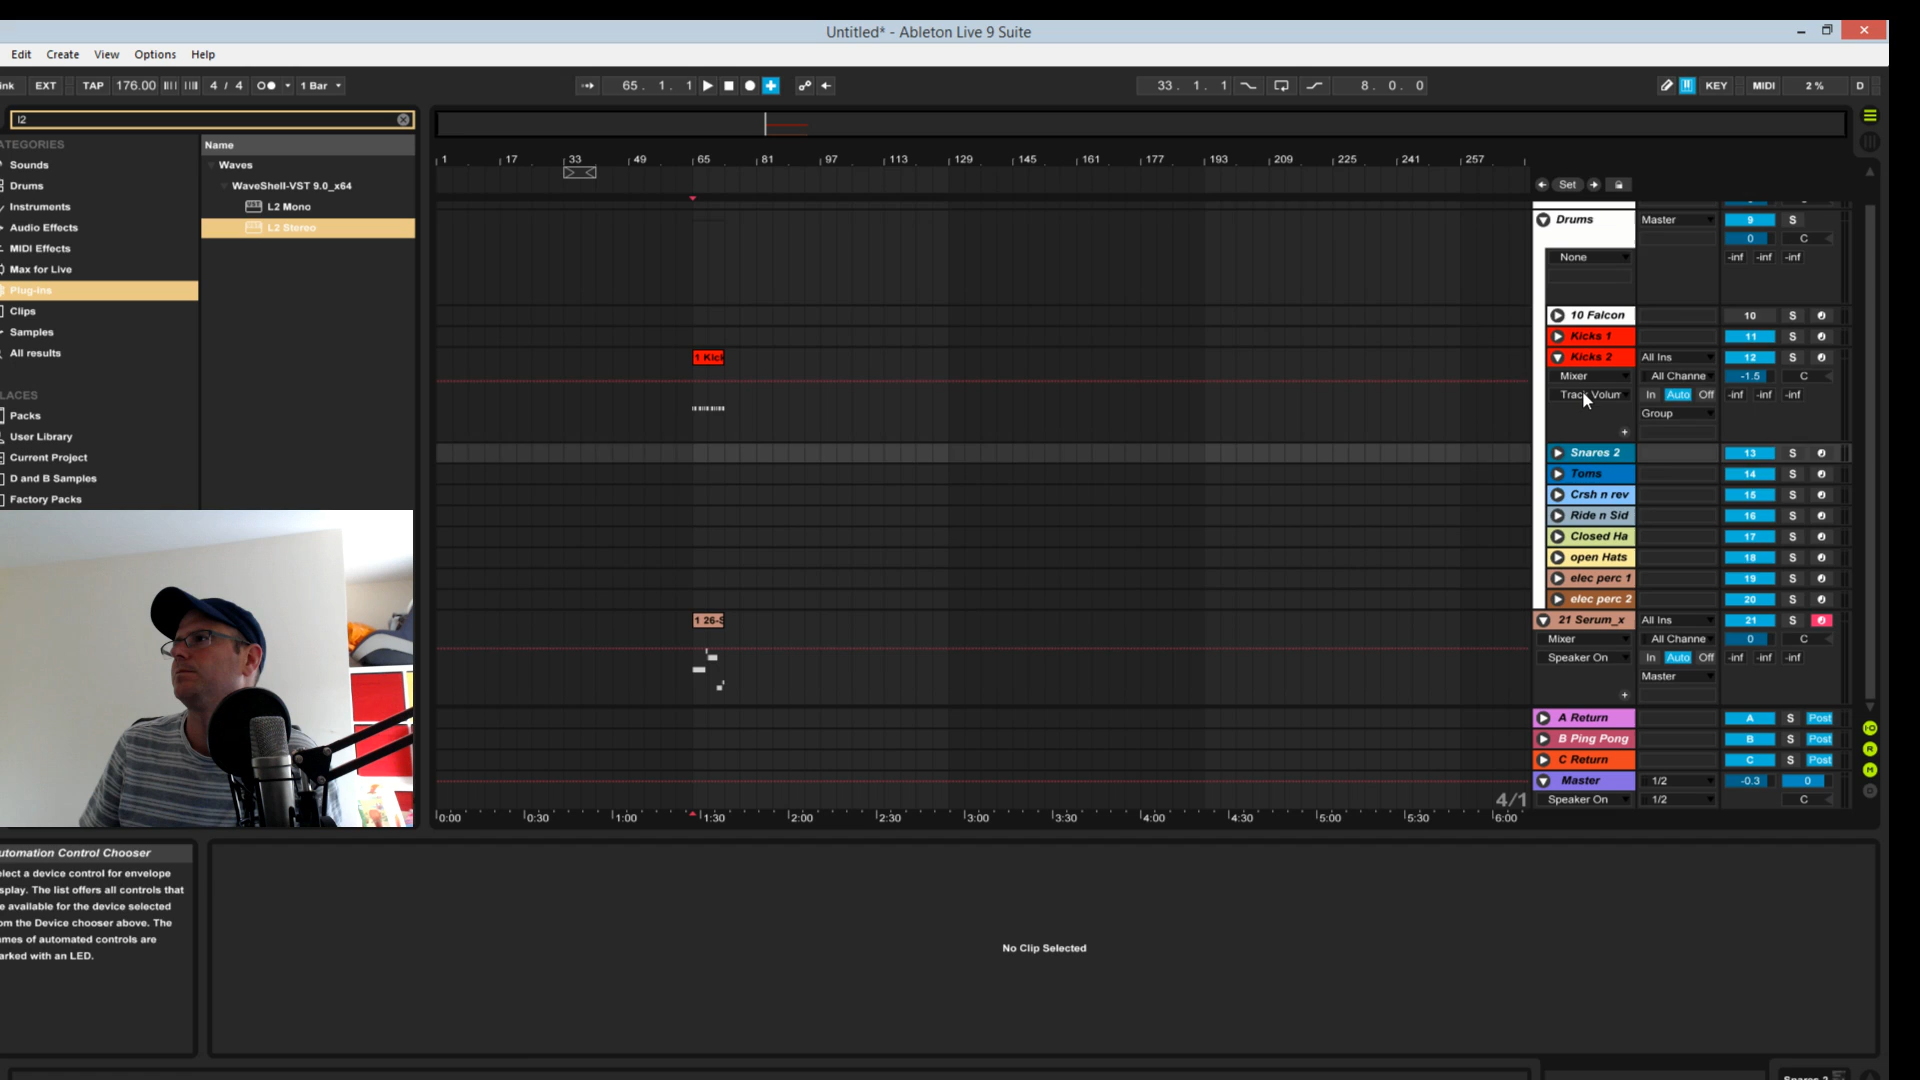 Untitled* - Ableton Live 9 Suite
Edit Create View Options Help
ink EXT TAP 176.00 4 / 4 1 Bar 65. 1. 1 33. 1. 1 8. 0. 0 KEY MIDI 2 % D
l2
ATEGORIES
Sounds
Drums
Instruments
Audio Effects
MIDI Effects
Max for Live
Plug-ins
Clips
Samples
All results
LACES
Packs
User Library
Current Project
D and B Samples
Factory Packs
Name
Waves
WaveShell-VST 9.0_x64
L2 Mono
L2 Stereo
1 17 33 49 65 81 97 113 129 145 161 177 193 209 225 241 257
Set
1 Kick
1 26-S
Drums Master 9 S
0 C
None -inf -inf -inf
10 Falcon 10 S
Kicks 1 11 S
Kicks 2 All Ins 12 S
Mixer All Channe -1.5 C
Track Volum In Auto Off -inf -inf -inf
Group
Snares 2 13 S
Toms 14 S
Crsh n rev 15 S
Ride n Sid 16 S
Closed Ha 17 S
open Hats 18 S
elec perc 1 19 S
elec perc 2 20 S
21 Serum_x All Ins 21 S
Mixer All Channe 0 C
Speaker On In Auto Off -inf -inf -inf
Master
A Return A S Post
B Ping Pong B S Post
C Return C S Post
Master 1/2 -0.3 0
Speaker On 1/2 C
4/1
0:00 0:30 1:00 1:30 2:00 2:30 3:00 3:30 4:00 4:30 5:00 5:30 6:00
utomation Control Chooser
elect a device control for envelope
splay. The list offers all controls that
e available for the device selected
om the Device chooser above. The
ames of automated controls are
arked with an LED.
No Clip Selected
Snares 2